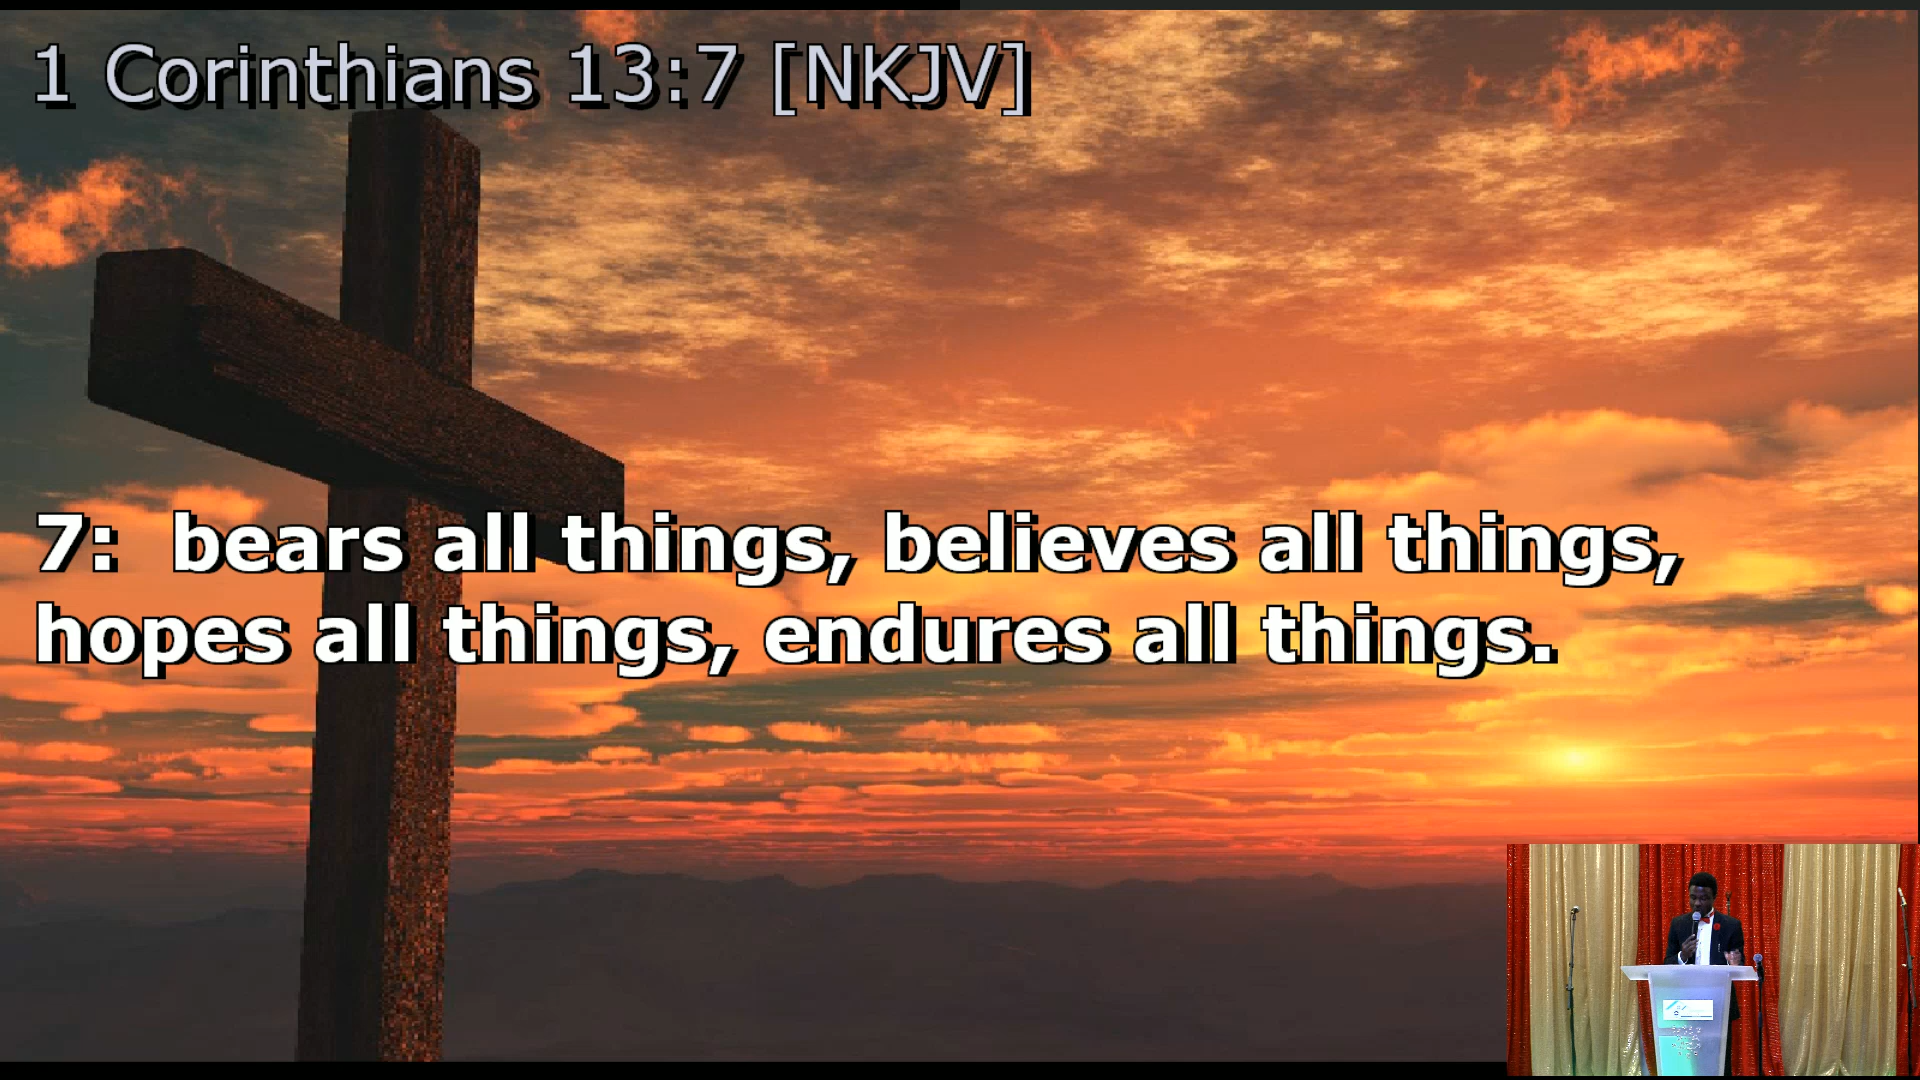 1 Corinthians 13:7 [NKJV]
7: bears all things, believes all things,
hopes all things, endures all things.